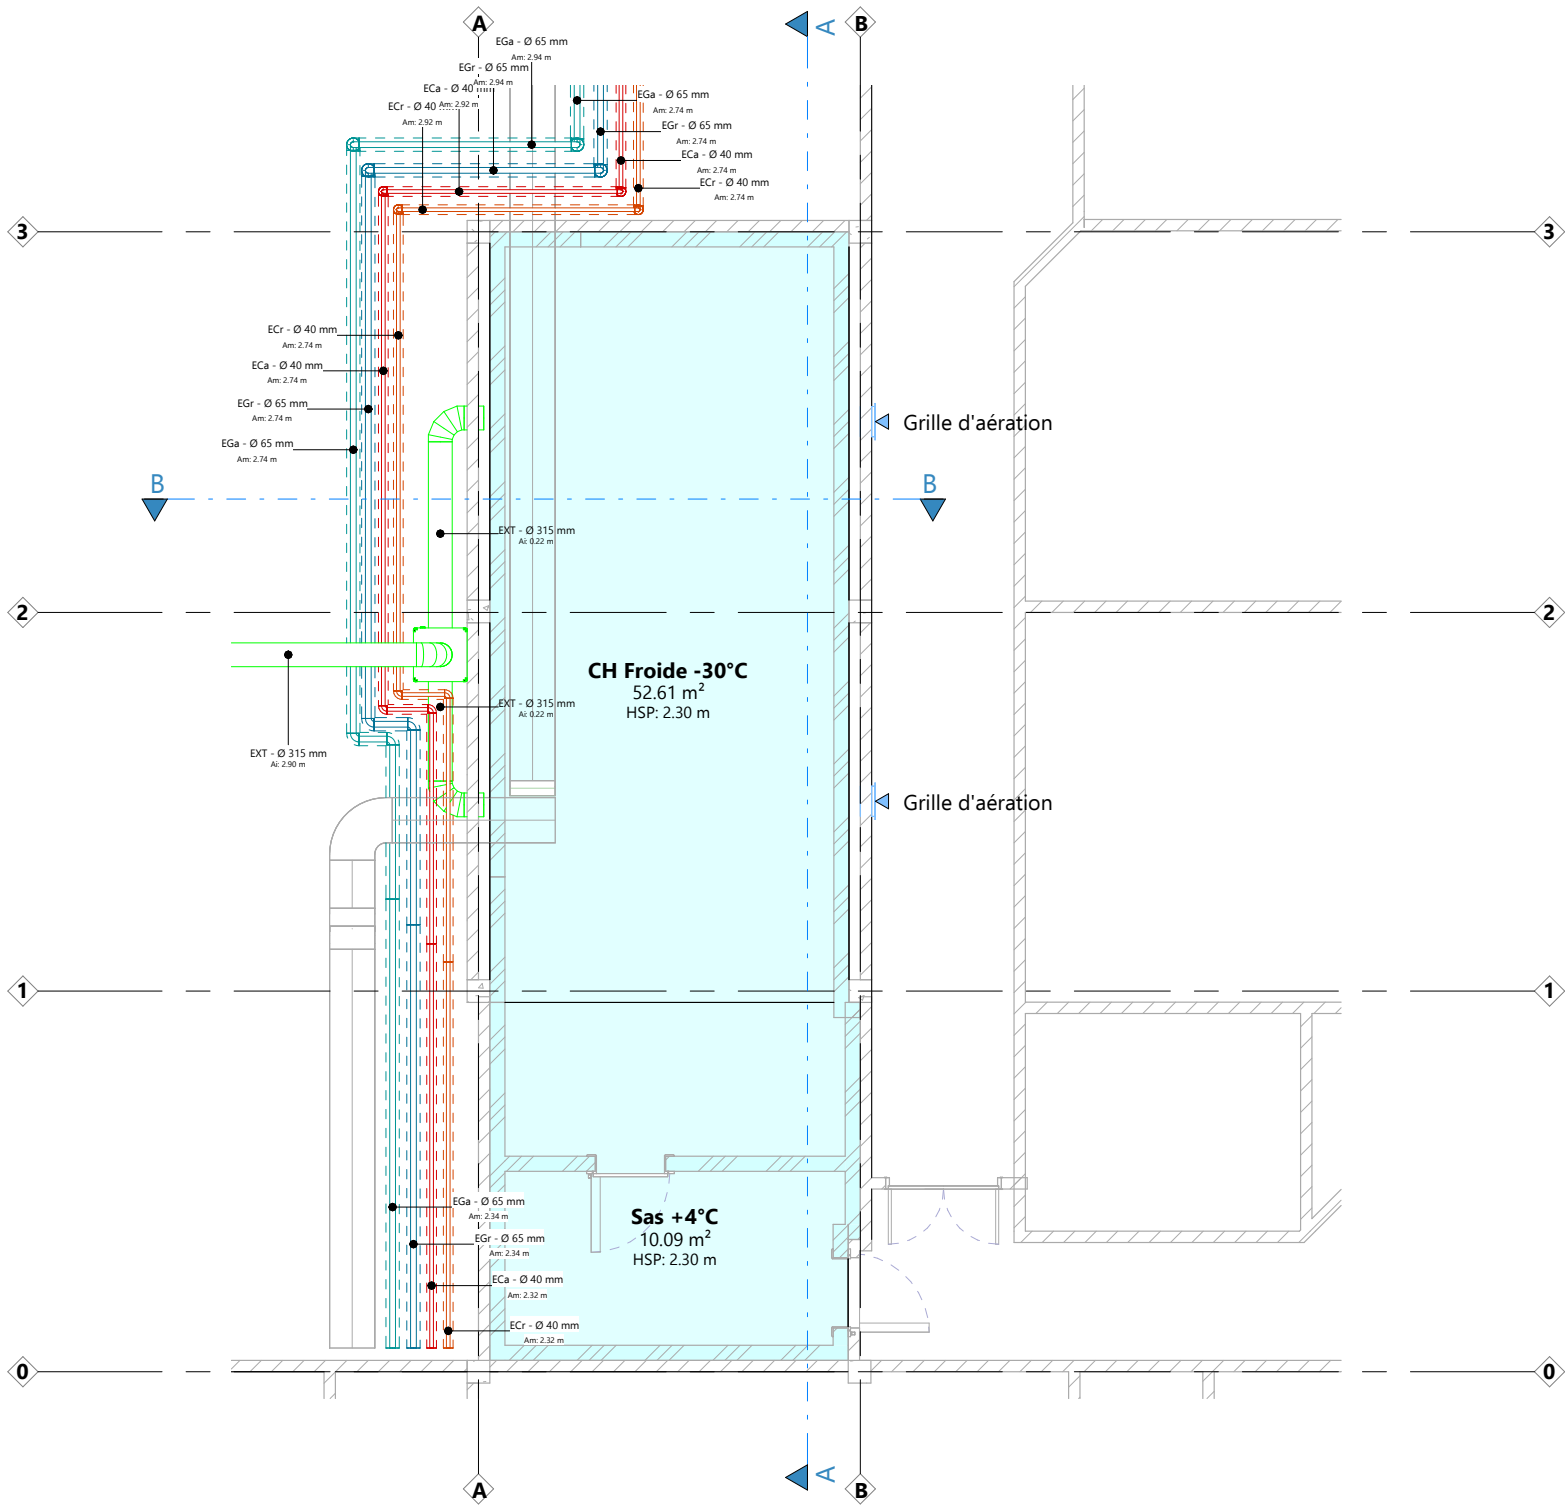 A
A
B
EGa - Ø 65 mm
Am: 2.94 m
EGr - Ø 65 mm
Am: 2.94 m
ECa - Ø 40 mm
Am: 2.92 m
ECr - Ø 40
Am: 2.92 m
EGa - Ø 65 mm
Am: 2.74 m
EGr - Ø 65 mm
Am: 2.74 m
ECa - Ø 40 mm
Am: 2.74 m
ECr - Ø 40 mm
Am: 2.74 m
3
3
ECr - Ø 40 mm
Am: 2.74 m
ECa - Ø 40 mm
Am: 2.74 m
EGr - Ø 65 mm
Am: 2.74 m
EGa - Ø 65 mm
Am: 2.74 m
Grille d'aération
B
B
EXT - Ø 315 mm
Ai: 0.22 m
2
2
CH Froide -30°C
52.61 m²
HSP: 2.30 m
EXT - Ø 315 mm
Ai: 0.22 m
EXT - Ø 315 mm
Ai: 2.90 m
Grille d'aération
1
1
EGa - Ø 65 mm
Am: 2.34 m
EGr - Ø 65 mm
Am: 2.34 m
ECa - Ø 40 mm
Am: 2.32 m
ECr - Ø 40 mm
Am: 2.32 m
Sas +4°C
10.09 m²
HSP: 2.30 m
0
0
A
A
B